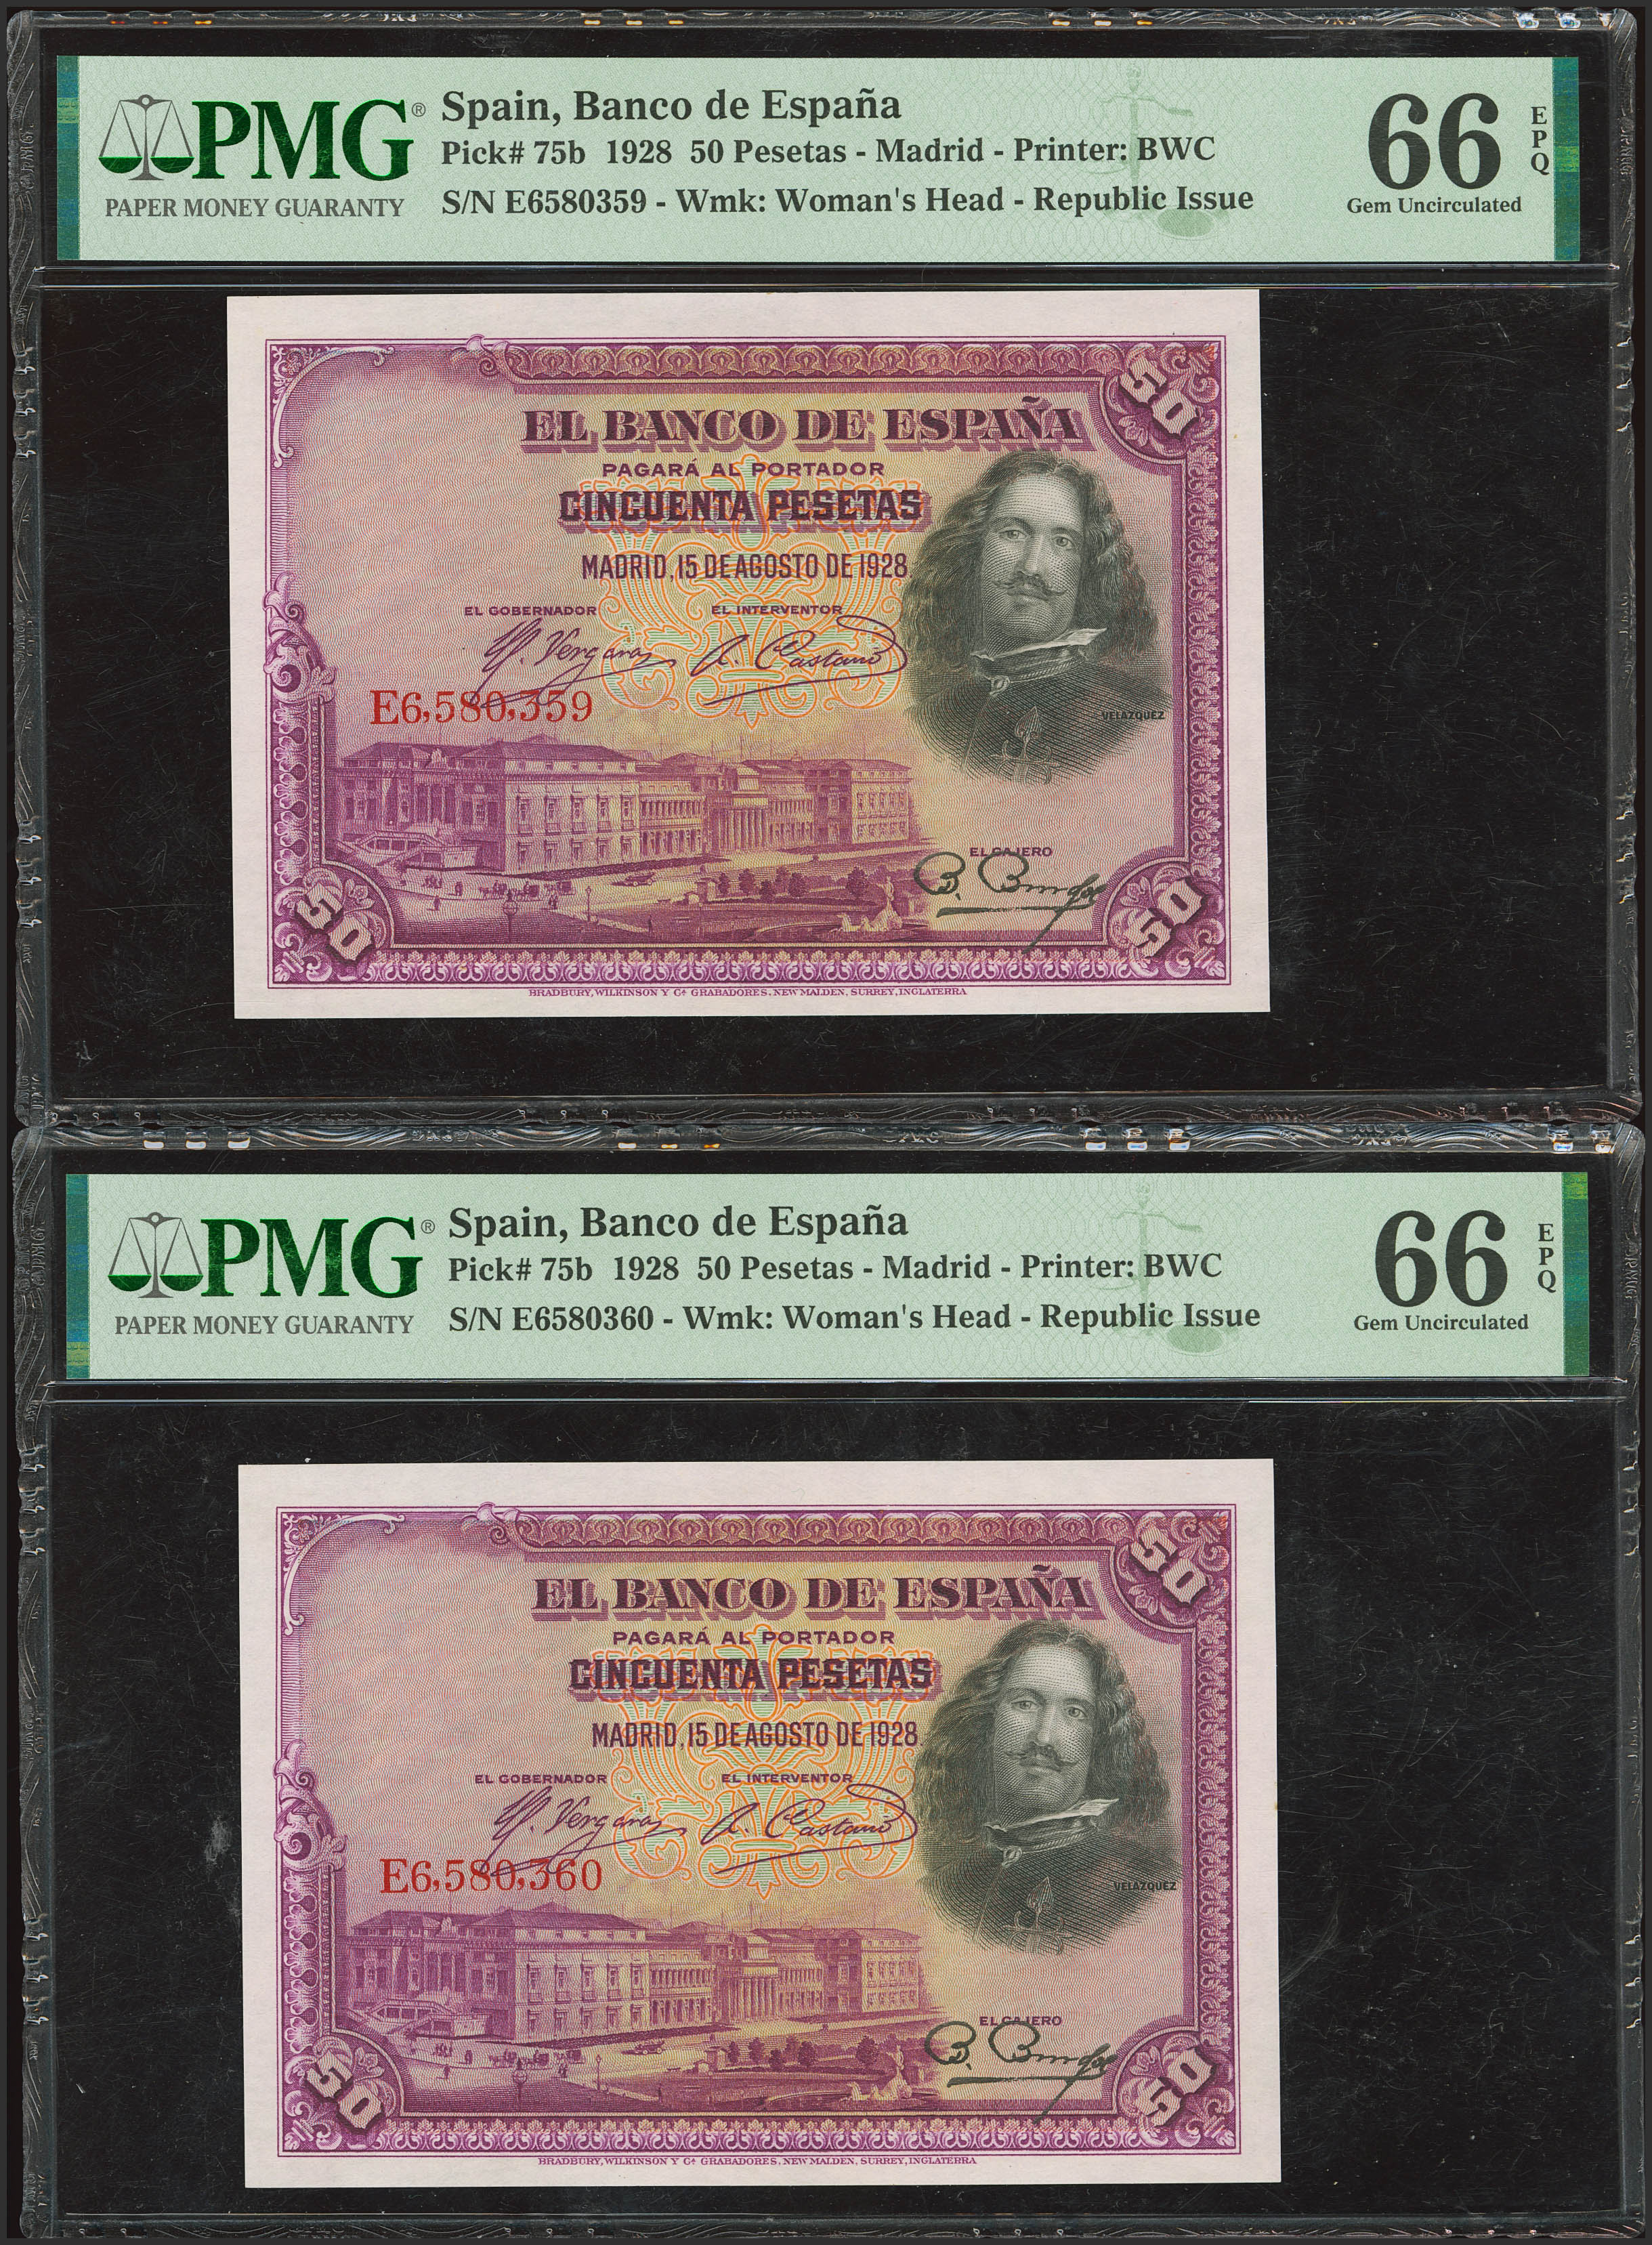 PMG®
PAPER MONEY GUARANTY
Spain, Banco de España
Pick# 75b 1928 50 Pesetas - Madrid - Printer: BWC
S/N E6580359 - Wmk: Woman's Head - Republic Issue
66
EPQ
Gem Uncirculated
50
EL BANCO DE ESPAÑA
PAGARÁ AL PORTADOR
CINCUENTA PESETAS
MADRID, 15 DE AGOSTO DE 1928.
EL GOBERNADOR EL INTERVENTOR
E6,580,359
VELAZQUEZ
EL CAJERO
50 50
BRADBURY, WILKINSON Y Cª GRABADORES, NEW MALDEN, SURREY, INGLATERRA
PMG®
PAPER MONEY GUARANTY
Spain, Banco de España
Pick# 75b 1928 50 Pesetas - Madrid - Printer: BWC
S/N E6580360 - Wmk: Woman's Head - Republic Issue
66
EPQ
Gem Uncirculated
50
EL BANCO DE ESPAÑA
PAGARÁ AL PORTADOR
CINCUENTA PESETAS
MADRID, 15 DE AGOSTO DE 1928.
EL GOBERNADOR EL INTERVENTOR
E6,580,360
VELAZQUEZ
EL CAJERO
50 50
BRADBURY, WILKINSON Y Cª GRABADORES, NEW MALDEN, SURREY, INGLATERRA